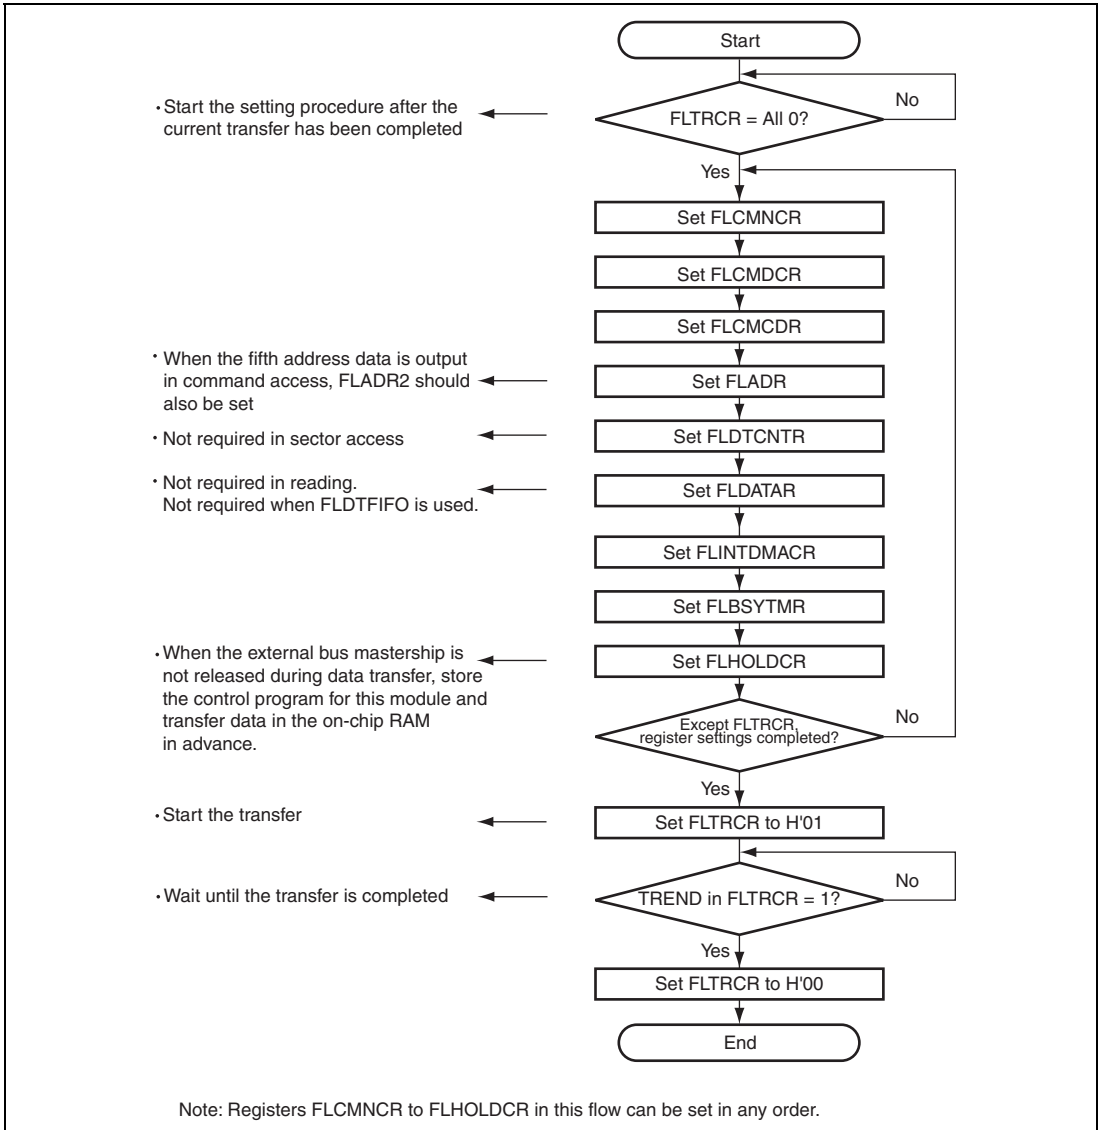 Start
No
• Start the setting procedure after the
current transfer has been completed
FLTRCR = All 0?
Yes
Set FLCMNCR
Set FLCMDCR
Set FLCMCDR
• When the fifth address data is output
in command access, FLADR2 should
also be set
Set FLADR
• Not required in sector access
Set FLDTCNTR
• Not required in reading.
Not required when FLDTFIFO is used.
Set FLDATAR
Set FLINTDMACR
Set FLBSYTMR
• When the external bus mastership is
not released during data transfer, store
the control program for this module and
transfer data in the on-chip RAM
in advance.
Set FLHOLDCR
No
Except FLTRCR,
register settings completed?
Yes
• Start the transfer
Set FLTRCR to H'01
No
• Wait until the transfer is completed
TREND in FLTRCR = 1?
Yes
Set FLTRCR to H'00
End
Note: Registers FLCMNCR to FLHOLDCR in this flow can be set in any order.